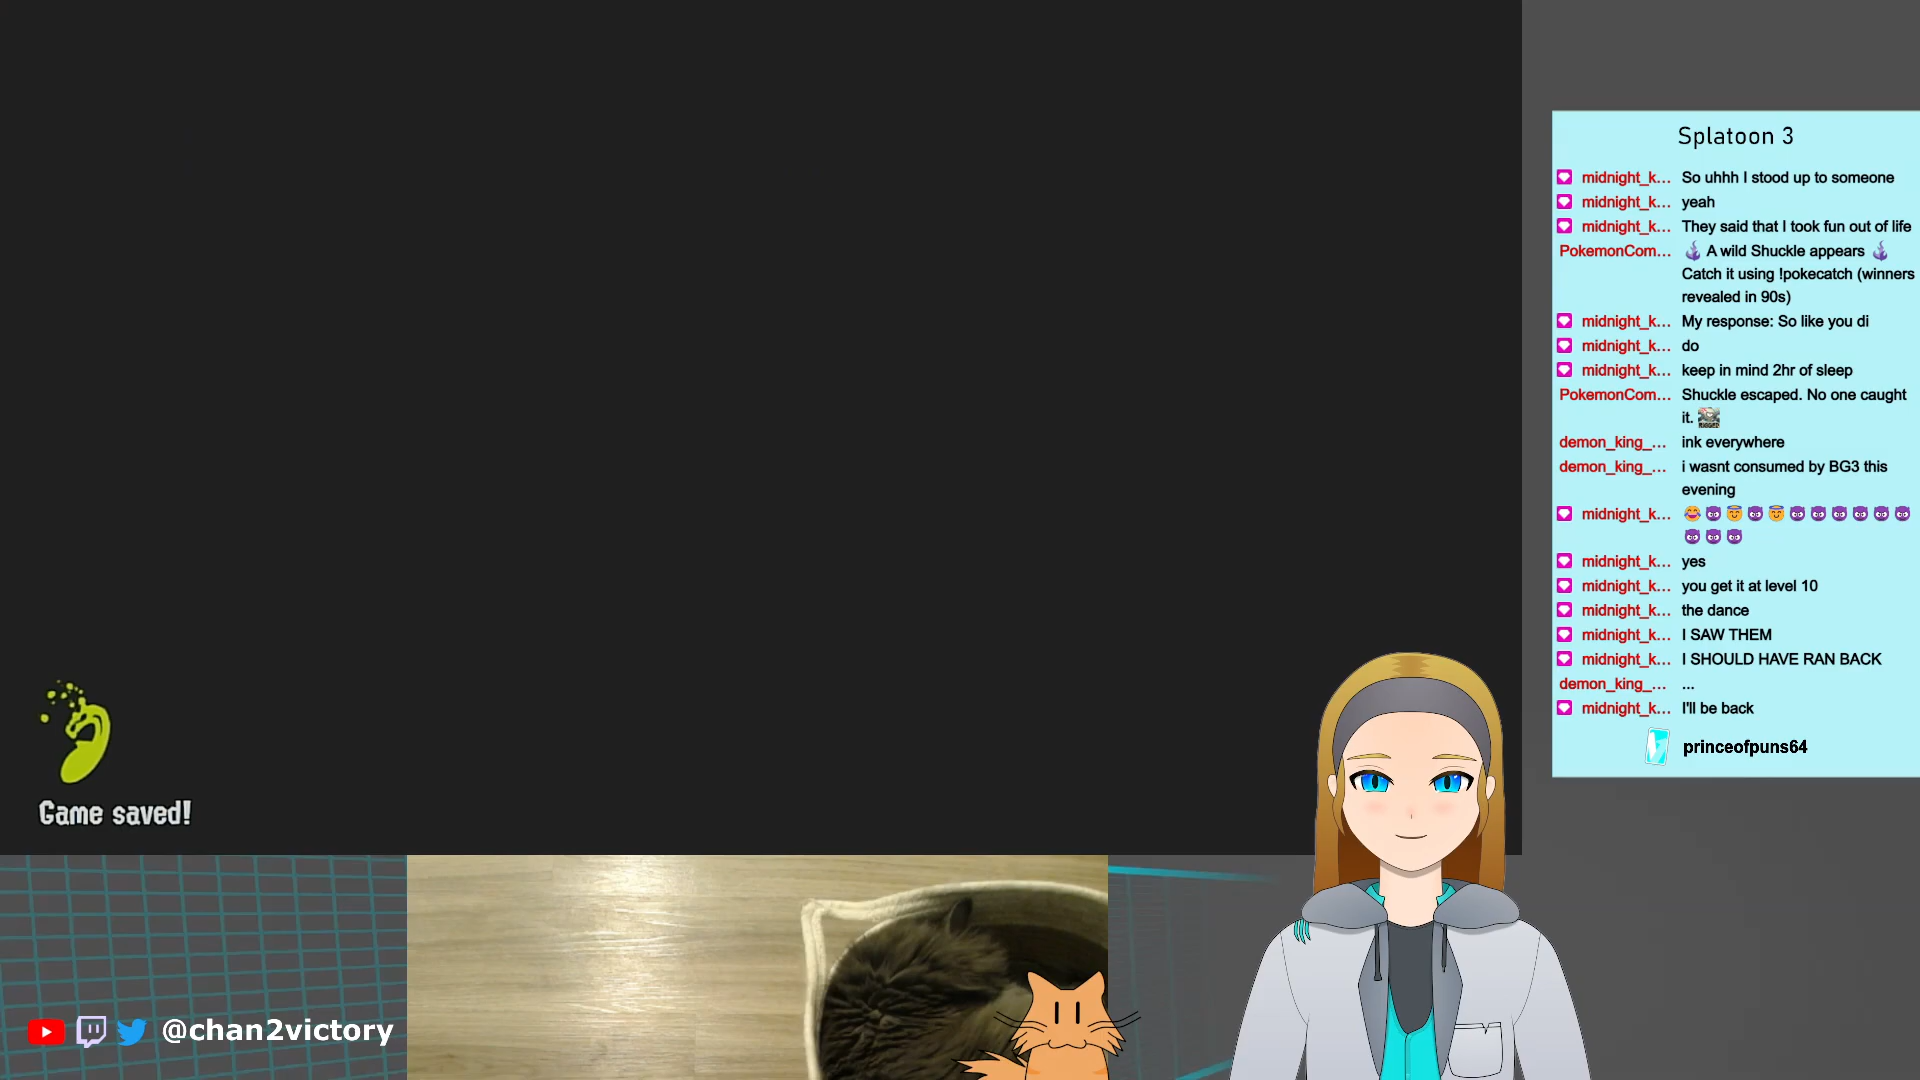 Splatoon 3
midnight_k... So uhhh I stood up to someone
midnight_k... yeah
midnight_k... They said that I took fun out of life
PokemonCom... A wild Shuckle appears
Catch it using !pokecatch (winners
revealed in 90s)
midnight_k... My response: So like you di
midnight_k... do
midnight_k... keep in mind 2hr of sleep
PokemonCom... Shuckle escaped. No one caught
it.
demon_king_... ink everywhere
demon_king_... i wasnt consumed by BG3 this
evening
midnight_k...
midnight_k... yes
midnight_k... you get it at level 10
midnight_k... the dance
midnight_k... I SAW THEM
midnight_k... I SHOULD HAVE RAN BACK
demon_king_... ...
midnight_k... I'll be back
princeofpuns64
Game saved!
@chan2victory